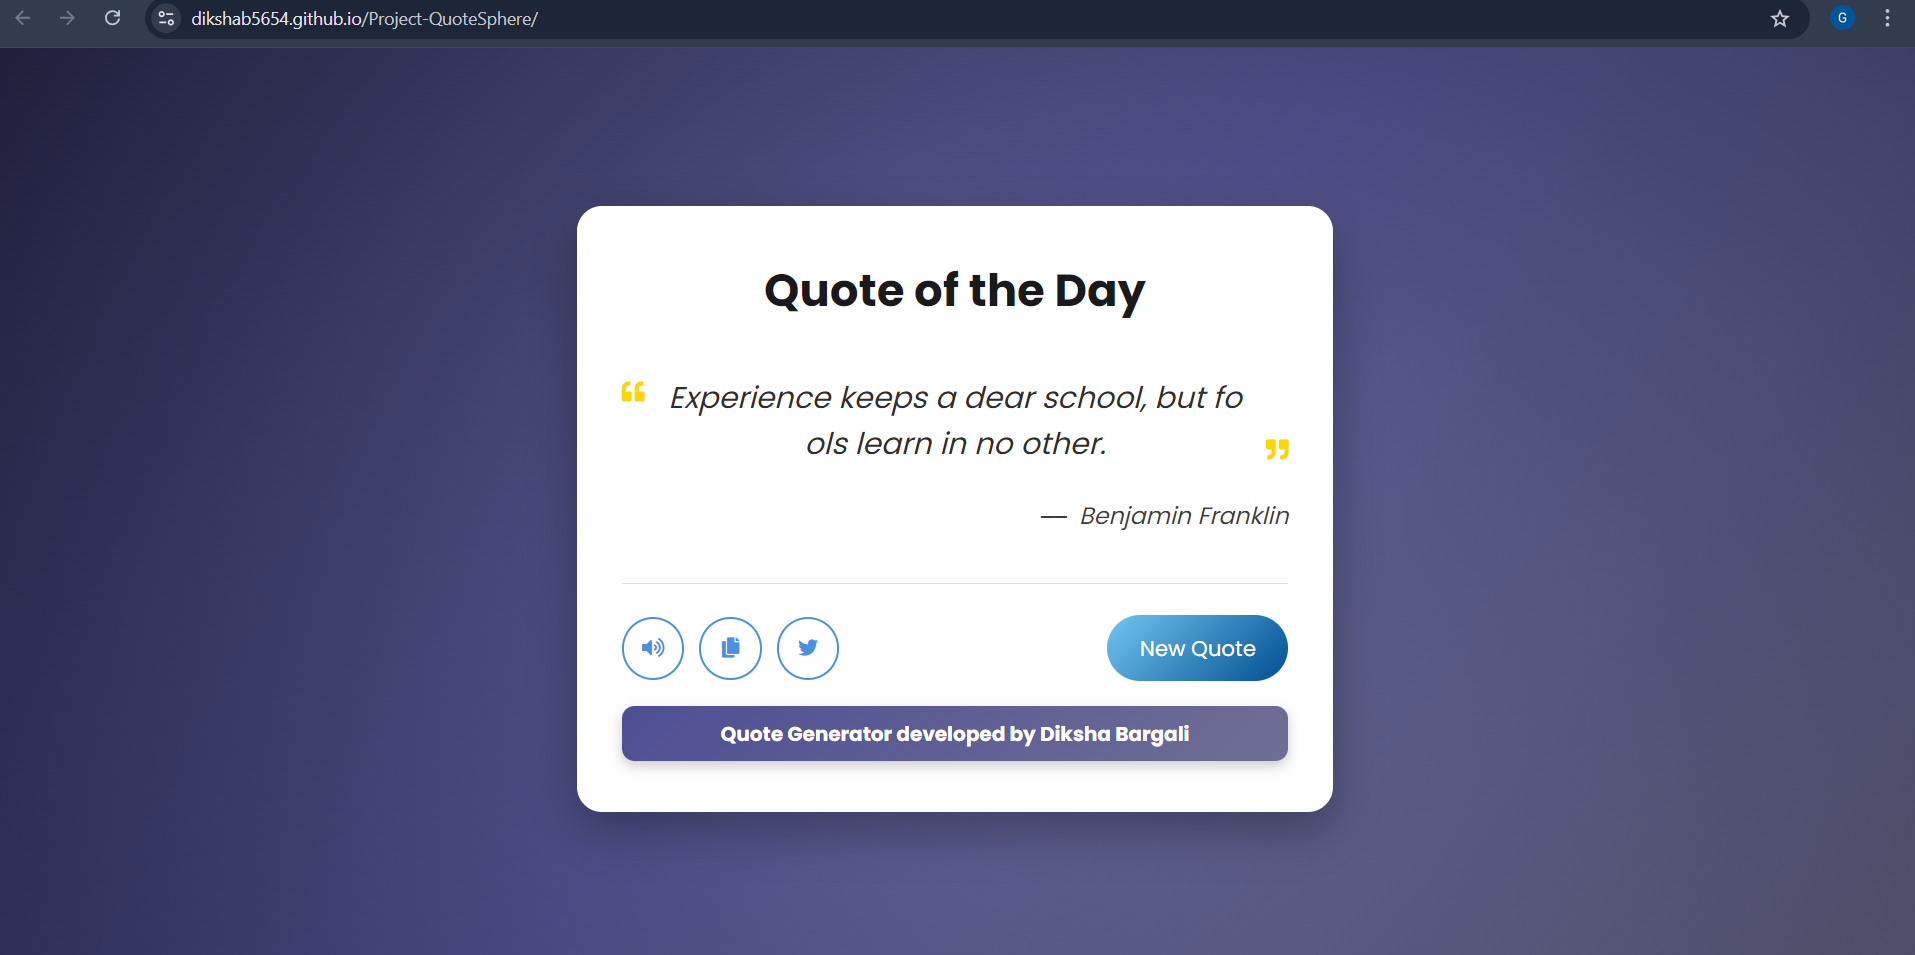 dikshab5654.github.io/Project-QuoteSphere/
G
Quote of the Day
“ Experience keeps a dear school, but fo
ols learn in no other. ”
— Benjamin Franklin
New Quote
Quote Generator developed by Diksha Bargali